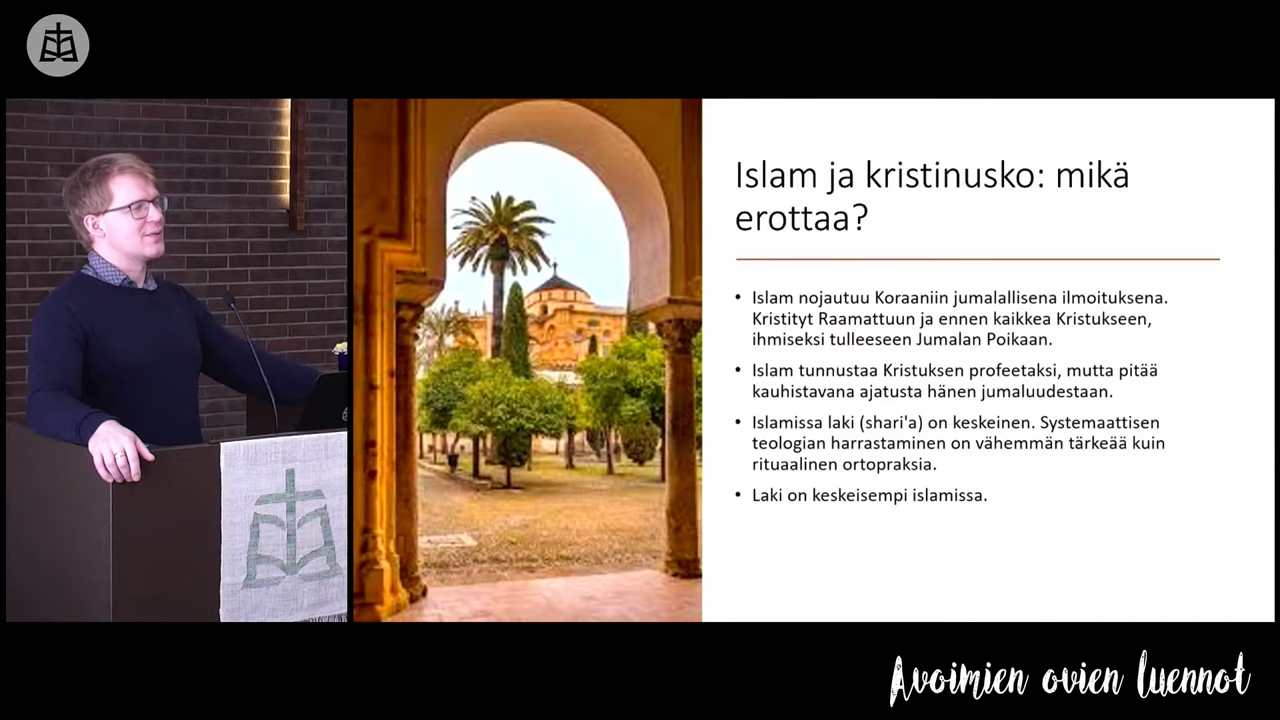 Islam ja kristinusko: mikä
erottaa?
• Islam nojautuu Koraaniin jumalallisena ilmoituksena.
Kristityt Raamattuun ja ennen kaikkea Kristukseen,
ihmiseksi tulleeseen Jumalan Poikaan.
• Islam tunnustaa Kristuksen profeetaksi, mutta pitää
kauhistavana ajatusta hänen jumaluudestaan.
• Islamissa laki (shari'a) on keskeinen. Systemaattisen
teologian harrastaminen on vähemmän tärkeää kuin
rituaalinen ortopraksia.
• Laki on keskeisempi islamissa.
Avoimien ovien luennot